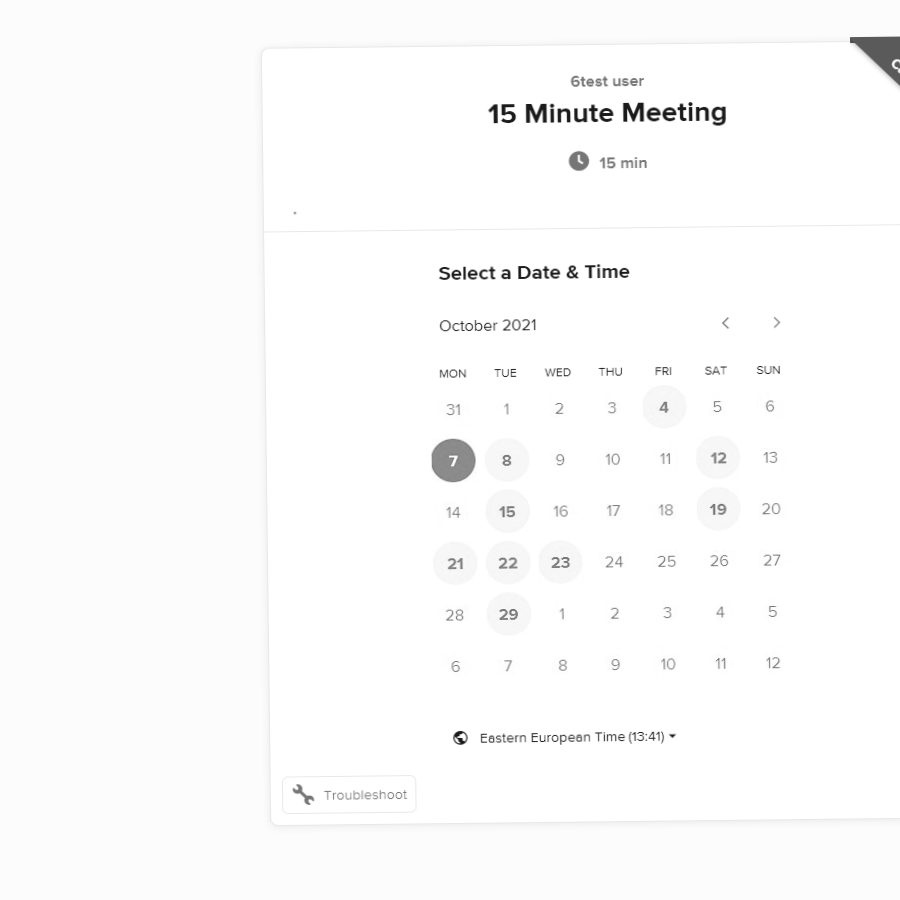 6test user
15 Minute Meeting
15 min
.
Select a Date & Time
October 2021
MON TUE WED THU FRI SAT SUN
31 1 2 3 4 5 6
7 8 9 10 11 12 13
14 15 16 17 18 19 20
21 22 23 24 25 26 27
28 29 1 2 3 4 5
6 7 8 9 10 11 12
Eastern European Time (13:41)
Troubleshoot